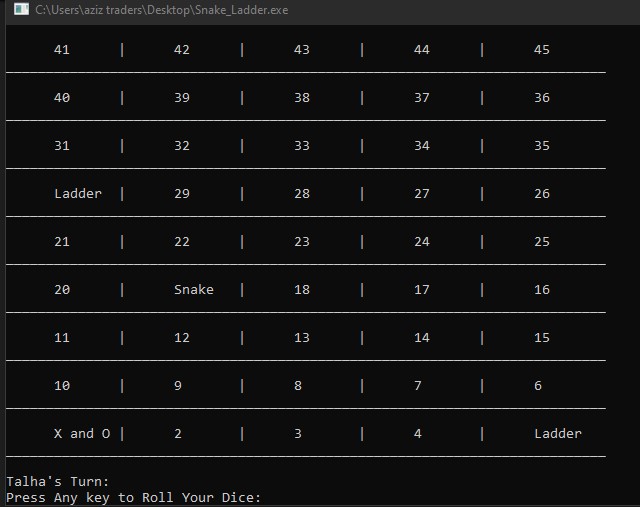 C:\Users\aziz traders\Desktop\Snake_Ladder.exe
41 | 42 | 43 | 44 | 45
40 | 39 | 38 | 37 | 36
31 | 32 | 33 | 34 | 35
Ladder | 29 | 28 | 27 | 26
21 | 22 | 23 | 24 | 25
20 | Snake | 18 | 17 | 16
11 | 12 | 13 | 14 | 15
10 | 9 | 8 | 7 | 6
X and O | 2 | 3 | 4 | Ladder
Talha's Turn:
Press Any key to Roll Your Dice: